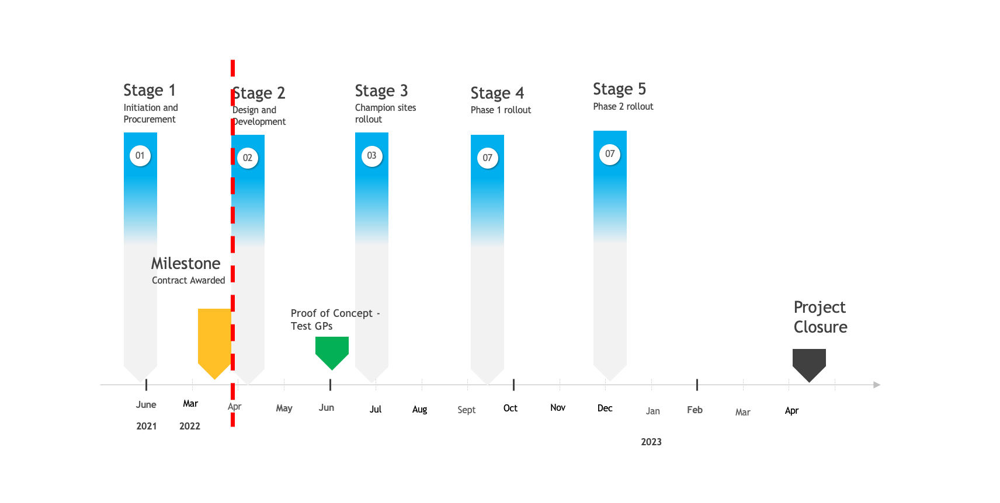 Stage 1
Initiation and
Procurement
01
Stage 2
Design and
Development
02
Stage 3
Champion sites
rollout
03
Stage 4
Phase 1 rollout
07
Stage 5
Phase 2 rollout
07
Milestone
Contract Awarded
Proof of Concept -
Test GPs
Project
Closure
June
Mar
Apr
May
Jun
Jul
Aug
Sept
Oct
Nov
Dec
Jan
Feb
Mar
Apr
2021
2022
2023